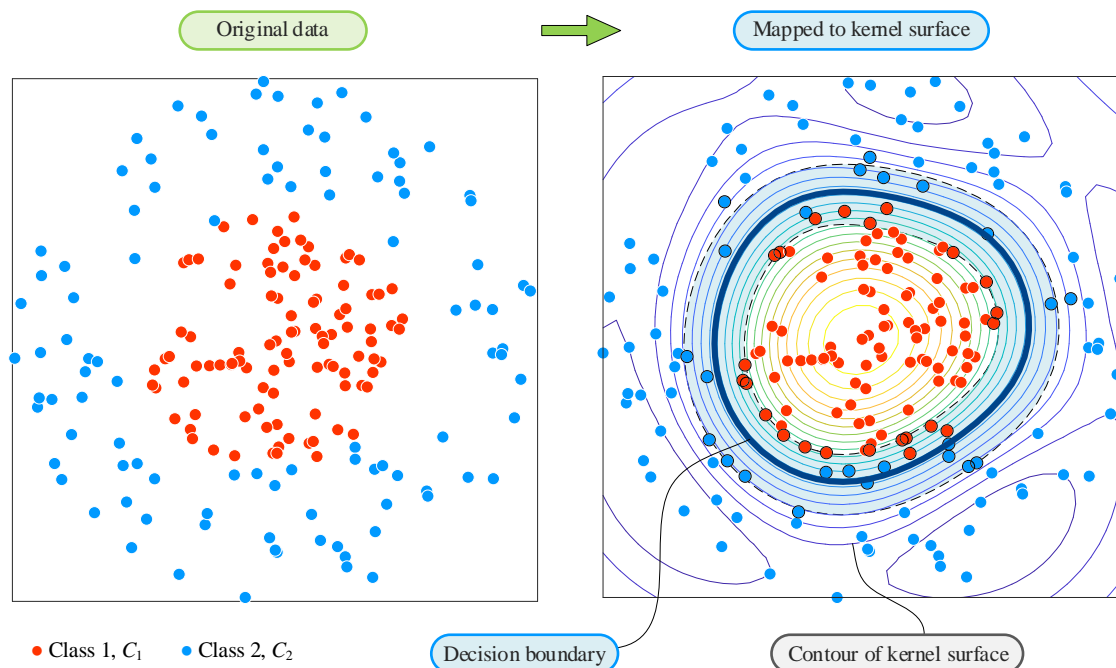 Original data
Mapped to kernel surface
Class 1, C1
Class 2, C2
Decision boundary
Contour of kernel surface